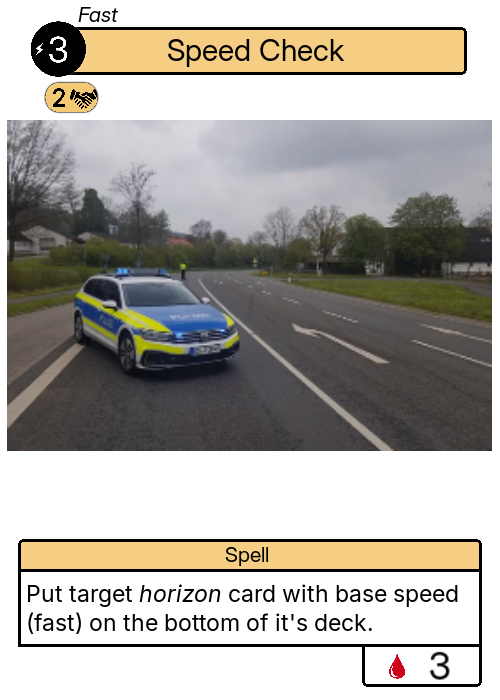 Fast
3
Speed Check
2
POLIZEI
Spell
Put target horizon card with base speed
(fast) on the bottom of it's deck.
3